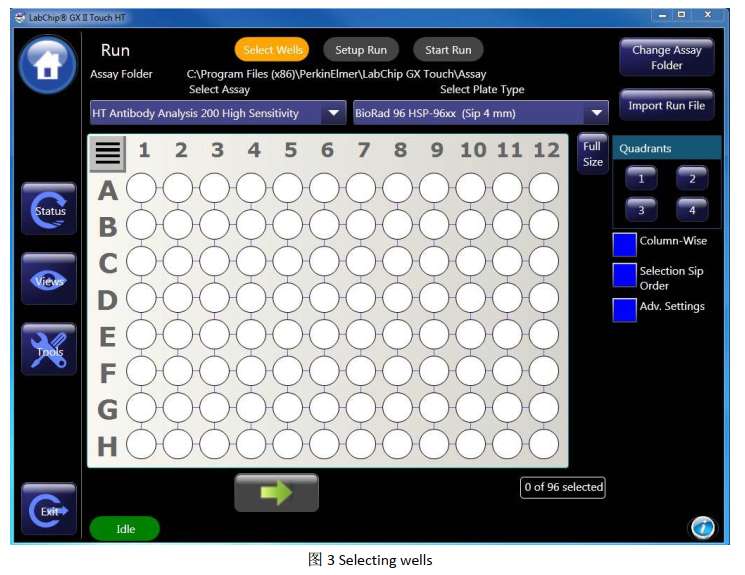 LabChip® GX II Touch HT
Run
Select Wells
Setup Run
Start Run
Change Assay
Folder
Assay Folder
C:\Program Files (x86)\PerkinElmer\LabChip GX Touch\Assay
Select Assay
Select Plate Type
Import Run File
HT Antibody Analysis 200 High Sensitivity
BioRad 96 HSP-96xx (Sip 4 mm)
Full
Size
Quadrants
1 2
3 4
1 2 3 4 5 6 7 8 9 10 11 12
A
B
C
D
E
F
G
H
Status
Views
Tools
Exit
Column-Wise
Selection Sip
Order
Adv. Settings
0 of 96 selected
Idle
图 3 Selecting wells